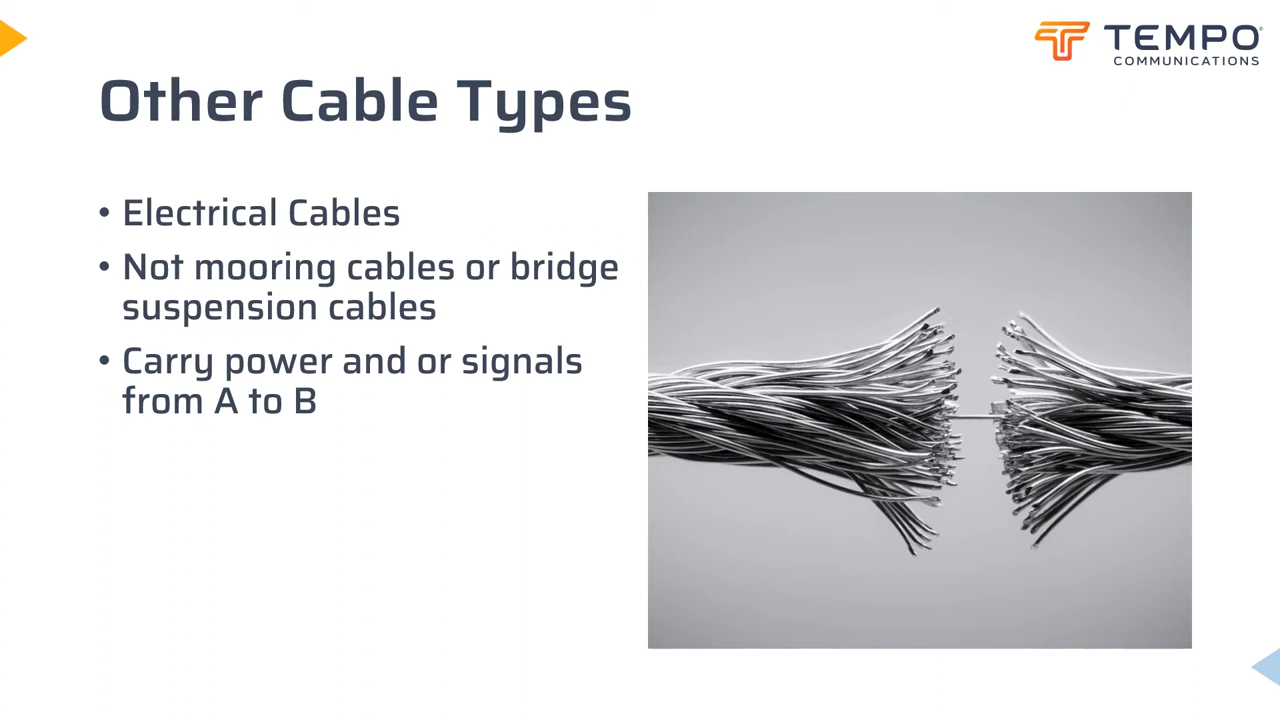 TEMPO
COMMUNICATIONS
Other Cable Types
• Electrical Cables
• Not mooring cables or bridge
suspension cables
• Carry power and or signals
from A to B